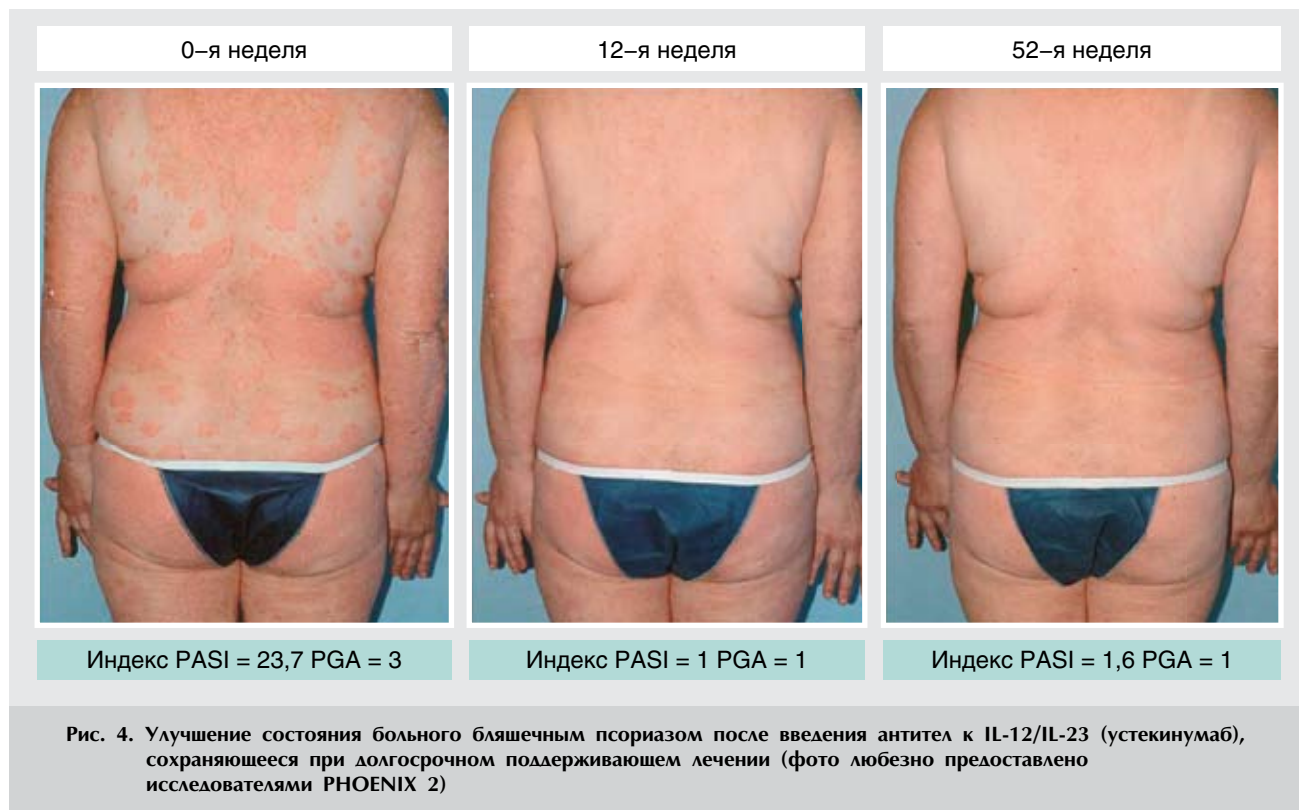 0–я неделя
12–я неделя
52–я неделя
Индекс PASI = 23,7 PGA = 3
Индекс PASI = 1 PGA = 1
Индекс PASI = 1,6 PGA = 1
Рис. 4. Улучшение состояния больного бляшечным псориазом после введения антител к IL-12/IL-23 (устекинумаб),
сохраняющееся при долгосрочном поддерживающем лечении (фото любезно предоставлено
исследователями PHOENIX 2)